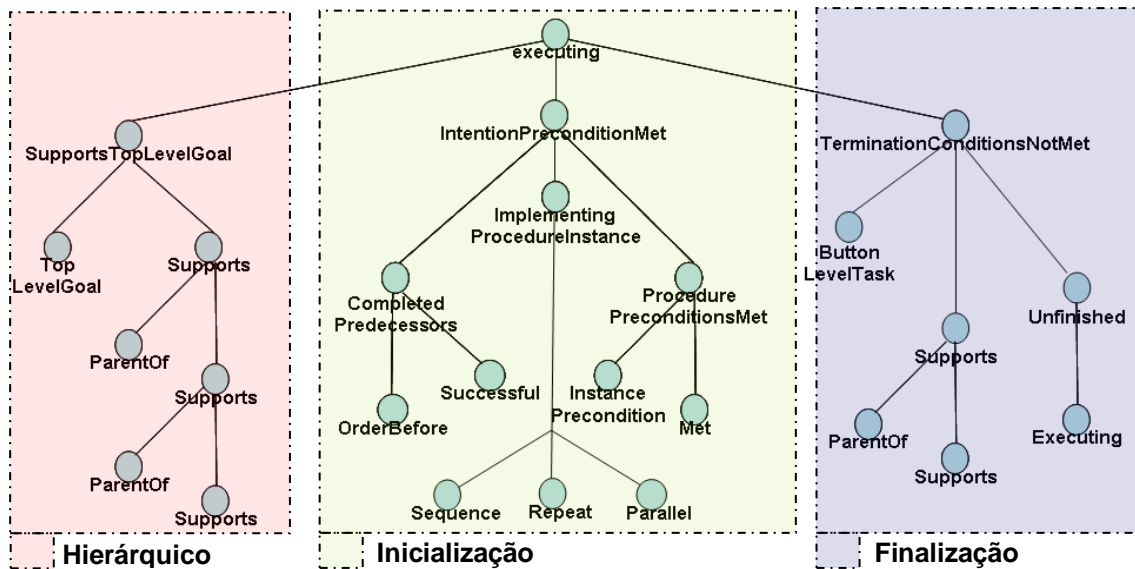 executing
SupportsTopLevelGoal
IntentionPreconditionMet
TerminationConditionsNotMet
Top
LevelGoal
Supports
ParentOf
Supports
ParentOf
Supports
Implementing
ProcedureInstance
Completed
Predecessors
Procedure
PreconditionsMet
OrderBefore
Successful
Instance
Precondition
Met
Sequence
Repeat
Parallel
Button
LevelTask
Supports
Unfinished
ParentOf
Supports
Executing
Hierárquico
Inicialização
Finalização